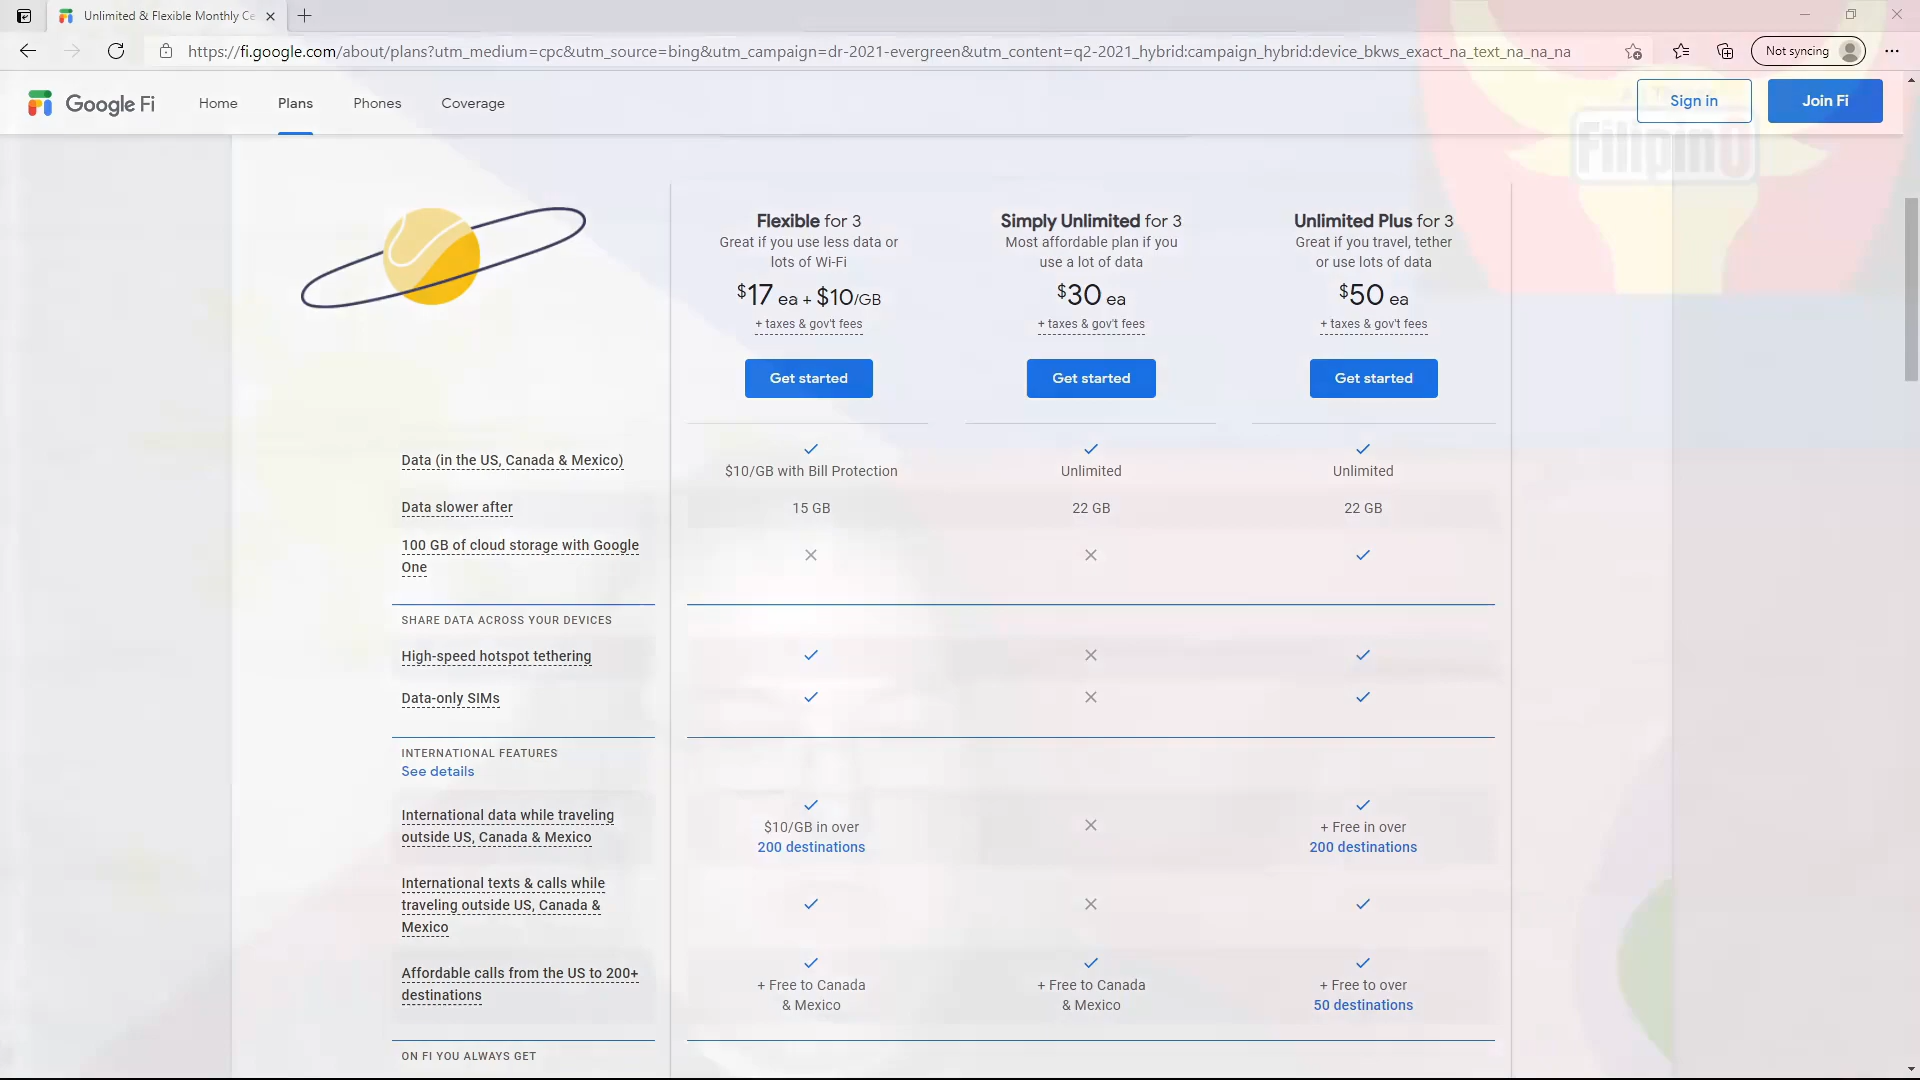 Unlimited & Flexible Monthly Ce
https://fi.google.com/about/plans?utm_medium=cpc&utm_source=bing&utm_campaign=dr-2021-evergreen&utm_content=q2-2021_hybrid:campaign_hybrid:device_bkws_exact_na_text_na_na_na
Not syncing
Google Fi
Home
Plans
Phones
Coverage
Sign in
Join Fi
FilipinO
Flexible for 3
Great if you use less data or
lots of Wi-Fi
$17 ea + $10/GB
+ taxes & gov't fees
Get started
Simply Unlimited for 3
Most affordable plan if you
use a lot of data
$30 ea
+ taxes & gov't fees
Get started
Unlimited Plus for 3
Great if you travel, tether
or use lots of data
$50 ea
+ taxes & gov't fees
Get started
Data (in the US, Canada & Mexico)
$10/GB with Bill Protection
Unlimited
Unlimited
Data slower after
15 GB
22 GB
22 GB
100 GB of cloud storage with Google
One
SHARE DATA ACROSS YOUR DEVICES
High-speed hotspot tethering
Data-only SIMs
INTERNATIONAL FEATURES
See details
International data while traveling
outside US, Canada & Mexico
$10/GB in over
200 destinations
+ Free in over
200 destinations
International texts & calls while
traveling outside US, Canada &
Mexico
Affordable calls from the US to 200+
destinations
+ Free to Canada
& Mexico
+ Free to Canada
& Mexico
+ Free to over
50 destinations
ON FI YOU ALWAYS GET